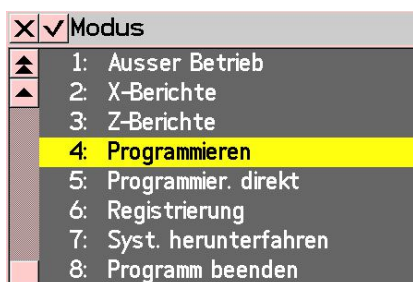 Modus
1: Ausser Betrieb
2: X-Berichte
3: Z-Berichte
4: Programmieren
5: Programmier. direkt
6: Registrierung
7: Syst. herunterfahren
8: Programm beenden